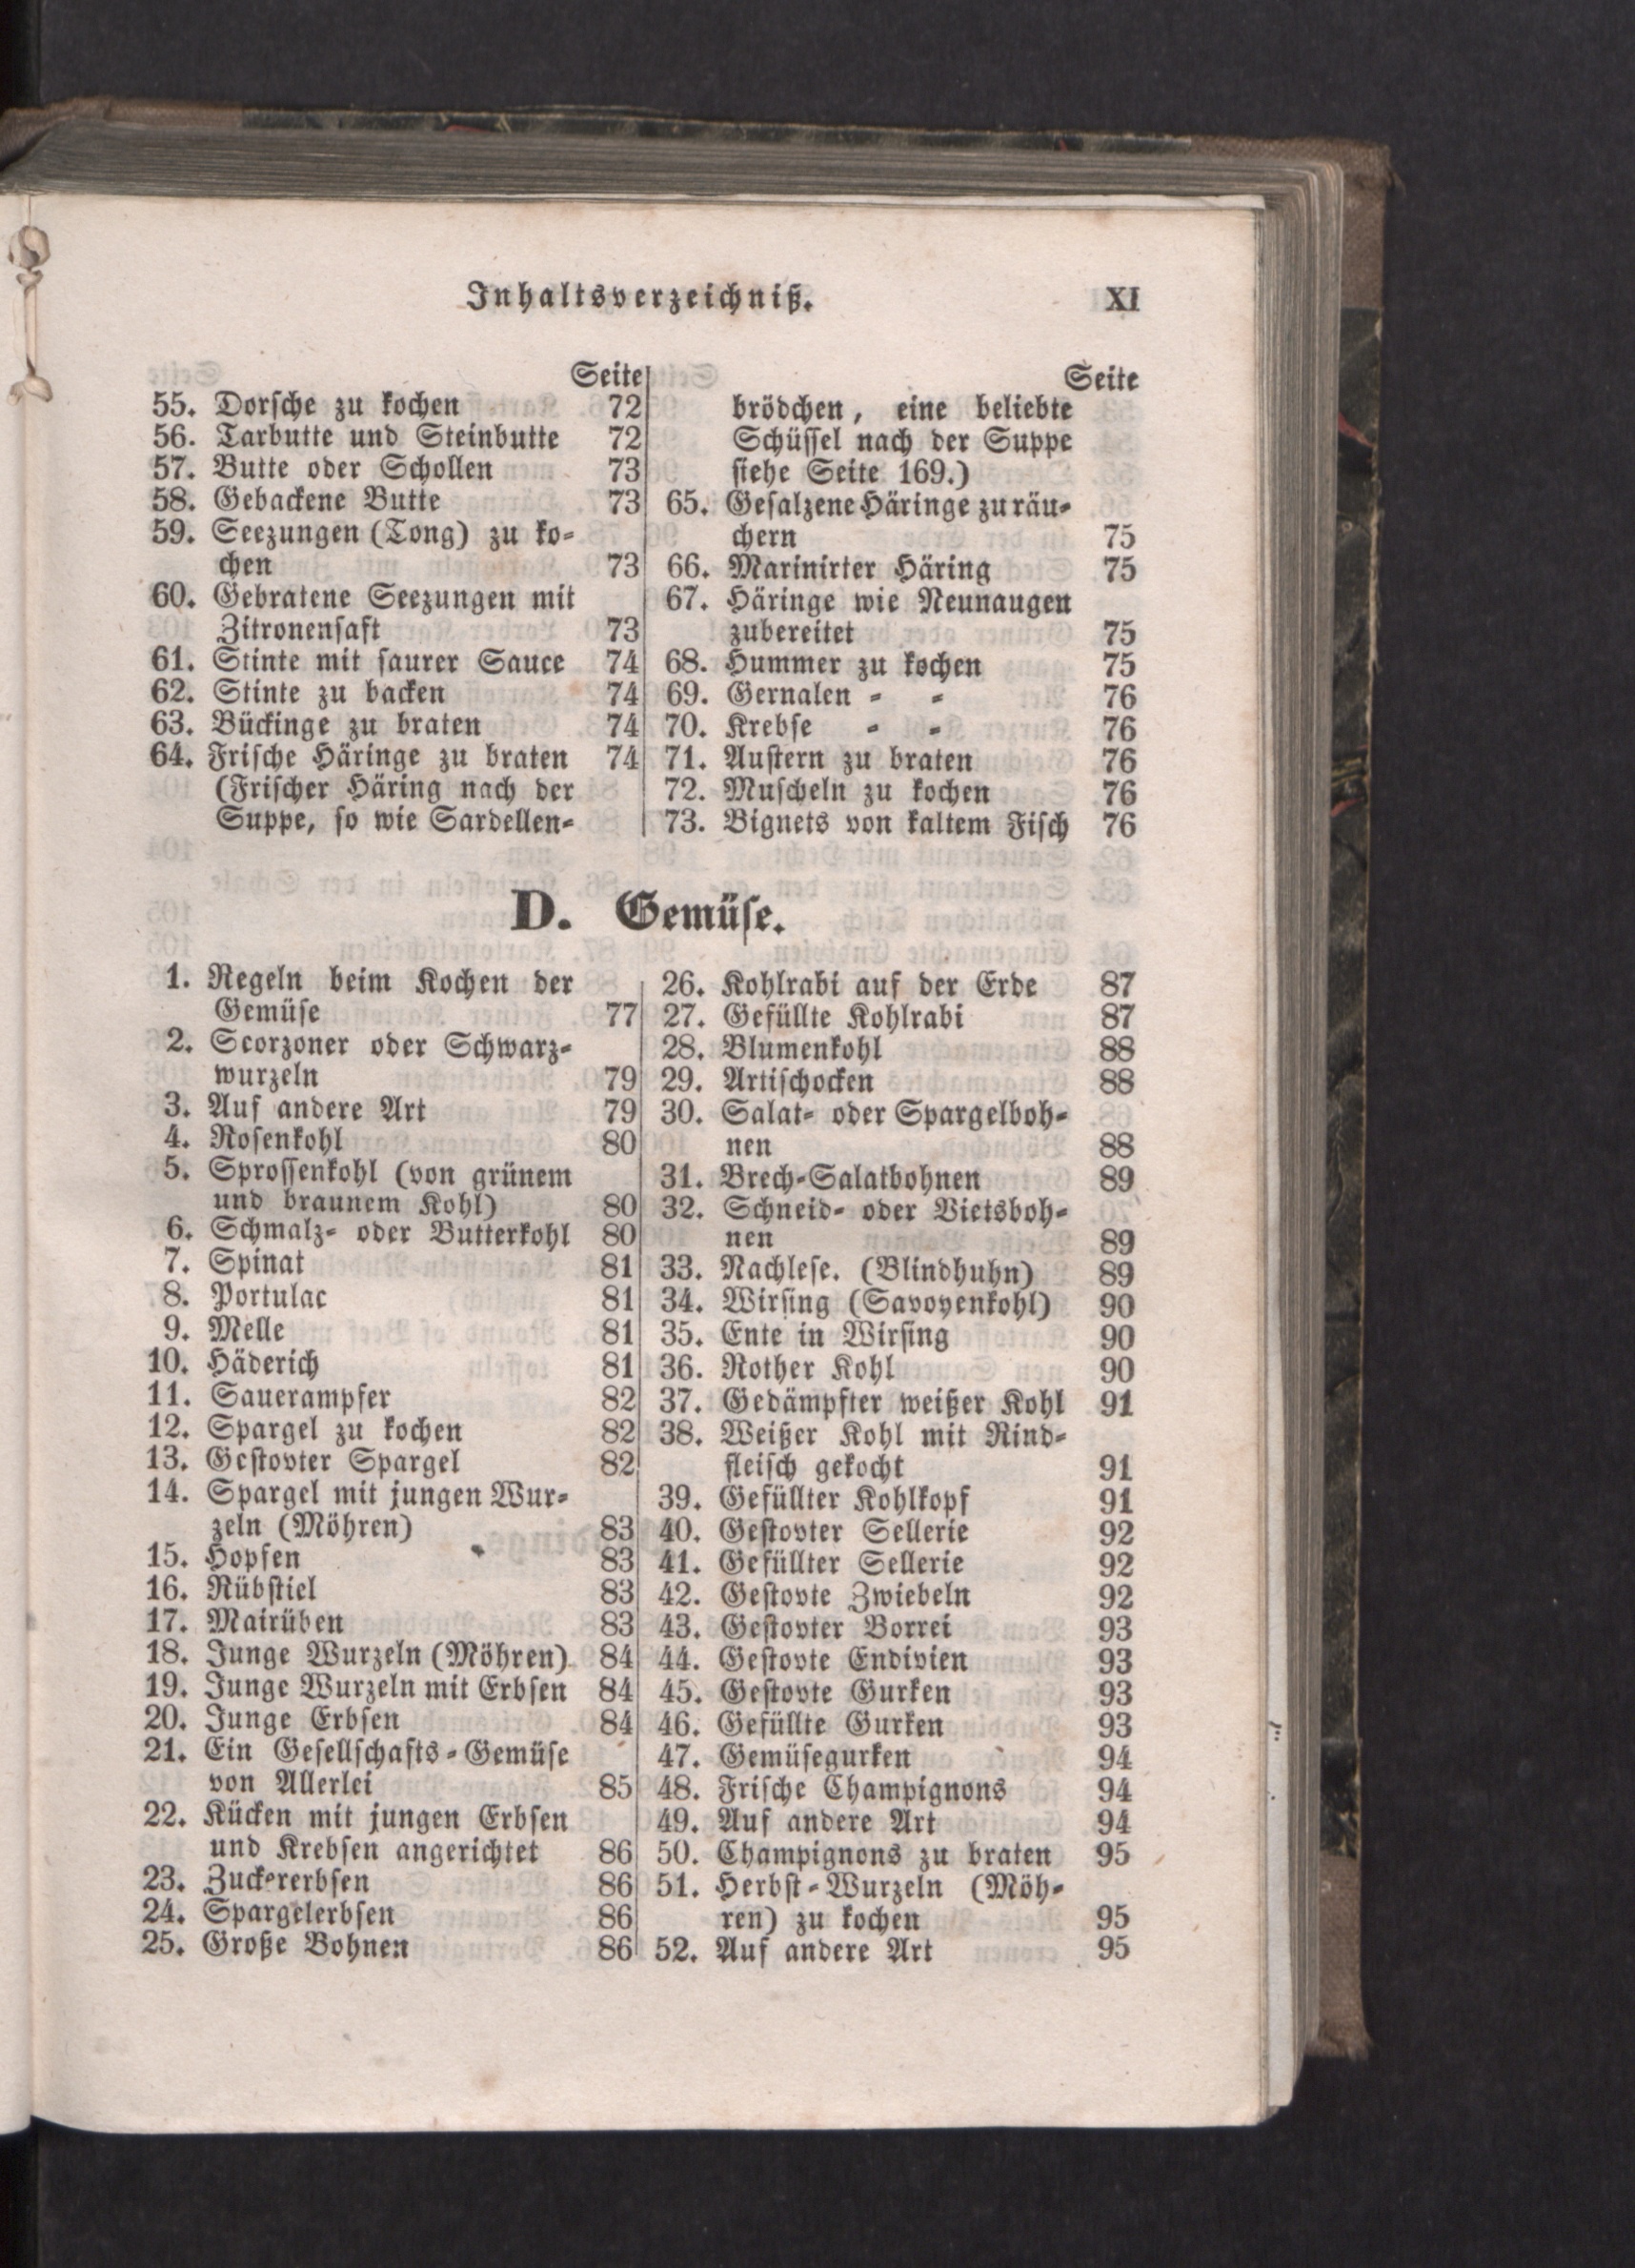 Inhaltsverzeichniß. XI
Seite
55. Dorsche zu kochen 72
56. Tarbutte und Steinbutte 72
57. Butte oder Schollen 73
58. Gebackene Butte 73
59. Seezungen (Tong) zu ko-
chen 73
60. Gebratene Seezungen mit
Zitronensaft 73
61. Stinte mit saurer Sauce 74
62. Stinte zu backen 74
63. Bückinge zu braten 74
64. Frische Häringe zu braten 74
(Frischer Häring nach der
Suppe, so wie Sardellen-
Seite
brödchen, eine beliebte
Schüssel nach der Suppe
siehe Seite 169.)
65. Gesalzene Häringe zu räu-
chern 75
66. Marinirter Häring 75
67. Häringe wie Neunaugen
zubereitet 75
68. Hummer zu kochen 75
69. Gernalen - - 76
70. Krebse - - 76
71. Austern zu braten 76
72. Muscheln zu kochen 76
73. Bignets von kaltem Fisch 76
D. Gemüse.
1. Regeln beim Kochen der
Gemüse 77
2. Scorzoner oder Schwarz-
wurzeln 79
3. Auf andere Art 79
4. Rosenkohl 80
5. Sprossenkohl (von grünem
und braunem Kohl) 80
6. Schmalz- oder Butterkohl 80
7. Spinat 81
8. Portulac 81
9. Melle 81
10. Häderich 81
11. Sauerampfer 82
12. Spargel zu kochen 82
13. Gestovter Spargel 82
14. Spargel mit jungen Wur-
zeln (Möhren) 83
15. Hopfen 83
16. Rübstiel 83
17. Mairüben 83
18. Junge Wurzeln (Möhren) 84
19. Junge Wurzeln mit Erbsen 84
20. Junge Erbsen 84
21. Ein Gesellschafts-Gemüse
von Allerlei 85
22. Kücken mit jungen Erbsen
und Krebsen angerichtet 86
23. Zuckererbsen 86
24. Spargelerbsen 86
25. Große Bohnen 86
26. Kohlrabi auf der Erde 87
27. Gefüllte Kohlrabi 87
28. Blumenkohl 88
29. Artischocken 88
30. Salat- oder Spargelboh-
nen 88
31. Brech-Salatbohnen 89
32. Schneid- oder Vietsboh-
nen 89
33. Nachlese. (Blindhuhn) 89
34. Wirsing (Savoyenkohl) 90
35. Ente in Wirsing 90
36. Rother Kohl 90
37. Gedämpfter weißer Kohl 91
38. Weißer Kohl mit Rind-
fleisch gekocht 91
39. Gefüllter Kohlkopf 91
40. Gestovter Sellerie 92
41. Gefüllter Sellerie 92
42. Gestovte Zwiebeln 92
43. Gestovter Borrei 93
44. Gestovte Endivien 93
45. Gestovte Gurken 93
46. Gefüllte Gurken 93
47. Gemüsegurken 94
48. Frische Champignons 94
49. Auf andere Art 94
50. Champignons zu braten 95
51. Herbst-Wurzeln (Möh-
ren) zu kochen 95
52. Auf andere Art 95